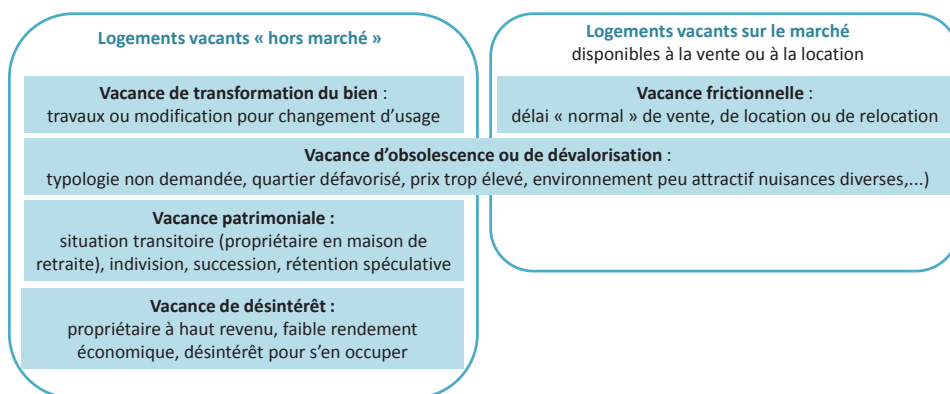 Logements vacants « hors marché »
Vacance de transformation du bien :
travaux ou modification pour changement d’usage
Logements vacants sur le marché
disponibles à la vente ou à la location
Vacance frictionnelle :
délai « normal » de vente, de location ou de relocation
Vacance d’obsolescence ou de dévalorisation :
typologie non demandée, quartier défavorisé, prix trop élevé, environnement peu attractif nuisances diverses,...)
Vacance patrimoniale :
situation transitoire (propriétaire en maison de
retraite), indivision, succession, rétention spéculative
Vacance de désintérêt :
propriétaire à haut revenu, faible rendement
économique, désintérêt pour s’en occuper